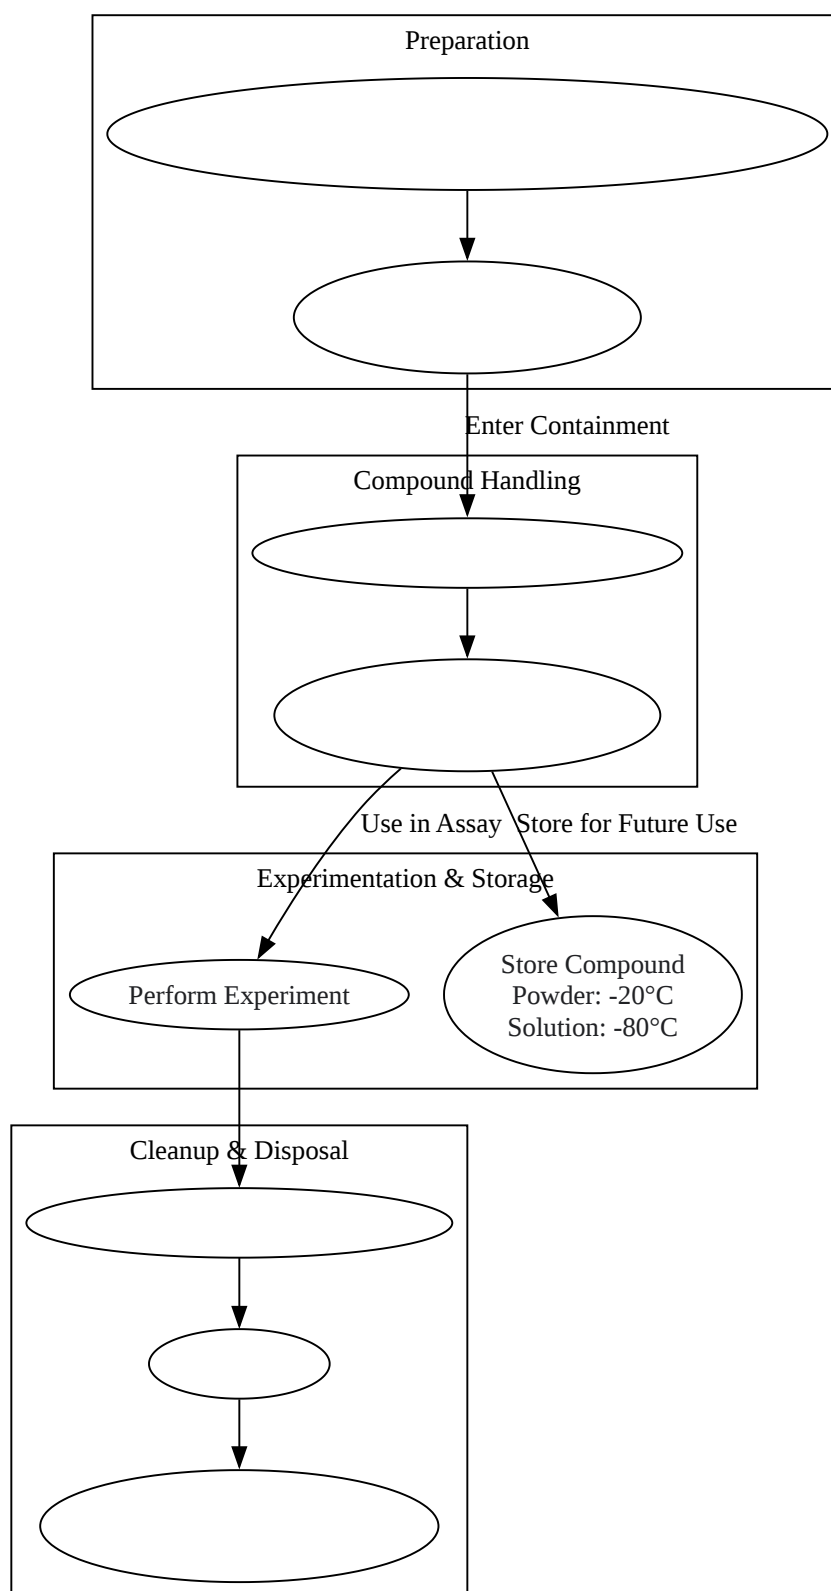 Preparation
Enter Containment
Compound Handling
Use in Assay
Store for Future Use
Experimentation & Storage
Perform Experiment
Store Compound
Powder: -20°C
Solution: -80°C
Cleanup & Disposal